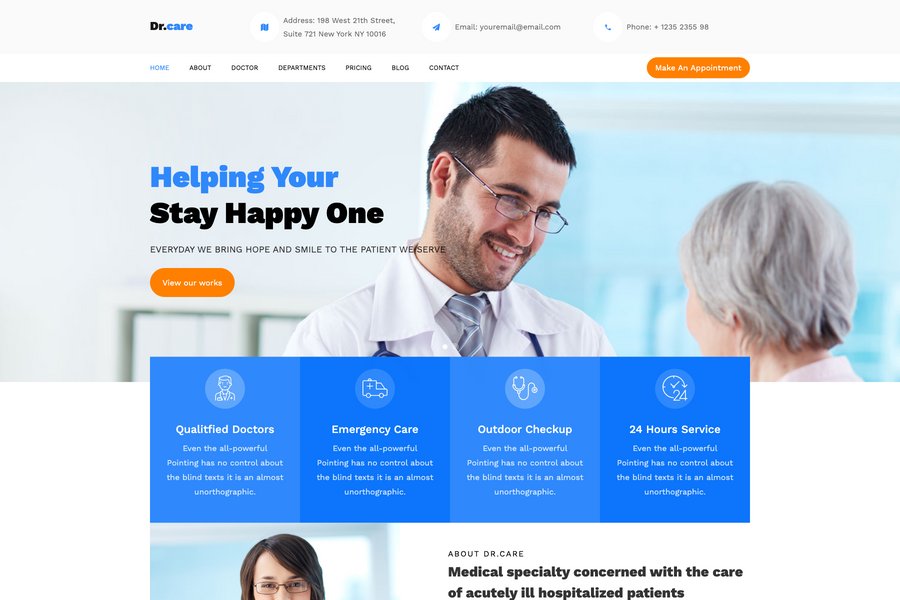 Dr.care
Address: 198 West 21th Street,
Suite 721 New York NY 10016
Email: youremail@email.com
Phone: + 1235 2355 98
HOME
ABOUT
DOCTOR
DEPARTMENTS
PRICING
BLOG
CONTACT
Make An Appointment
Helping Your
Stay Happy One
EVERYDAY WE BRING HOPE AND SMILE TO THE PATIENT WE SERVE
View our works
24
Qualitfied Doctors
Even the all-powerful
Pointing has no control about
the blind texts it is an almost
unorthographic.
Emergency Care
Even the all-powerful
Pointing has no control about
the blind texts it is an almost
unorthographic.
Outdoor Checkup
Even the all-powerful
Pointing has no control about
the blind texts it is an almost
unorthographic.
24 Hours Service
Even the all-powerful
Pointing has no control about
the blind texts it is an almost
unorthographic.
ABOUT DR.CARE
Medical specialty concerned with the care
of acutely ill hospitalized patients